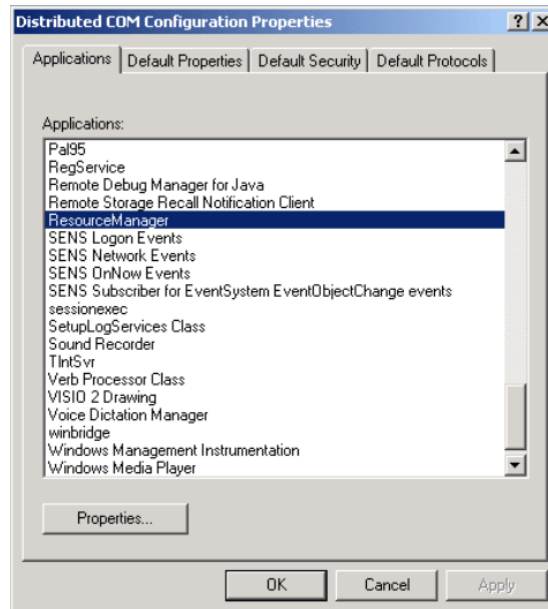 Distributed COM Configuration Properties
Applications Default Properties Default Security Default Protocols
Applications:
Pal95
RegService
Remote Debug Manager for Java
Remote Storage Recall Notification Client
ResourceManager
SENS Logon Events
SENS Network Events
SENS OnNow Events
SENS Subscriber for EventSystem EventObjectChange events
sessionexec
SetupLogServices Class
Sound Recorder
TlntSvr
Verb Processor Class
VISIO 2 Drawing
Voice Dictation Manager
winbridge
Windows Management Instrumentation
Windows Media Player
Properties...
OK Cancel Apply